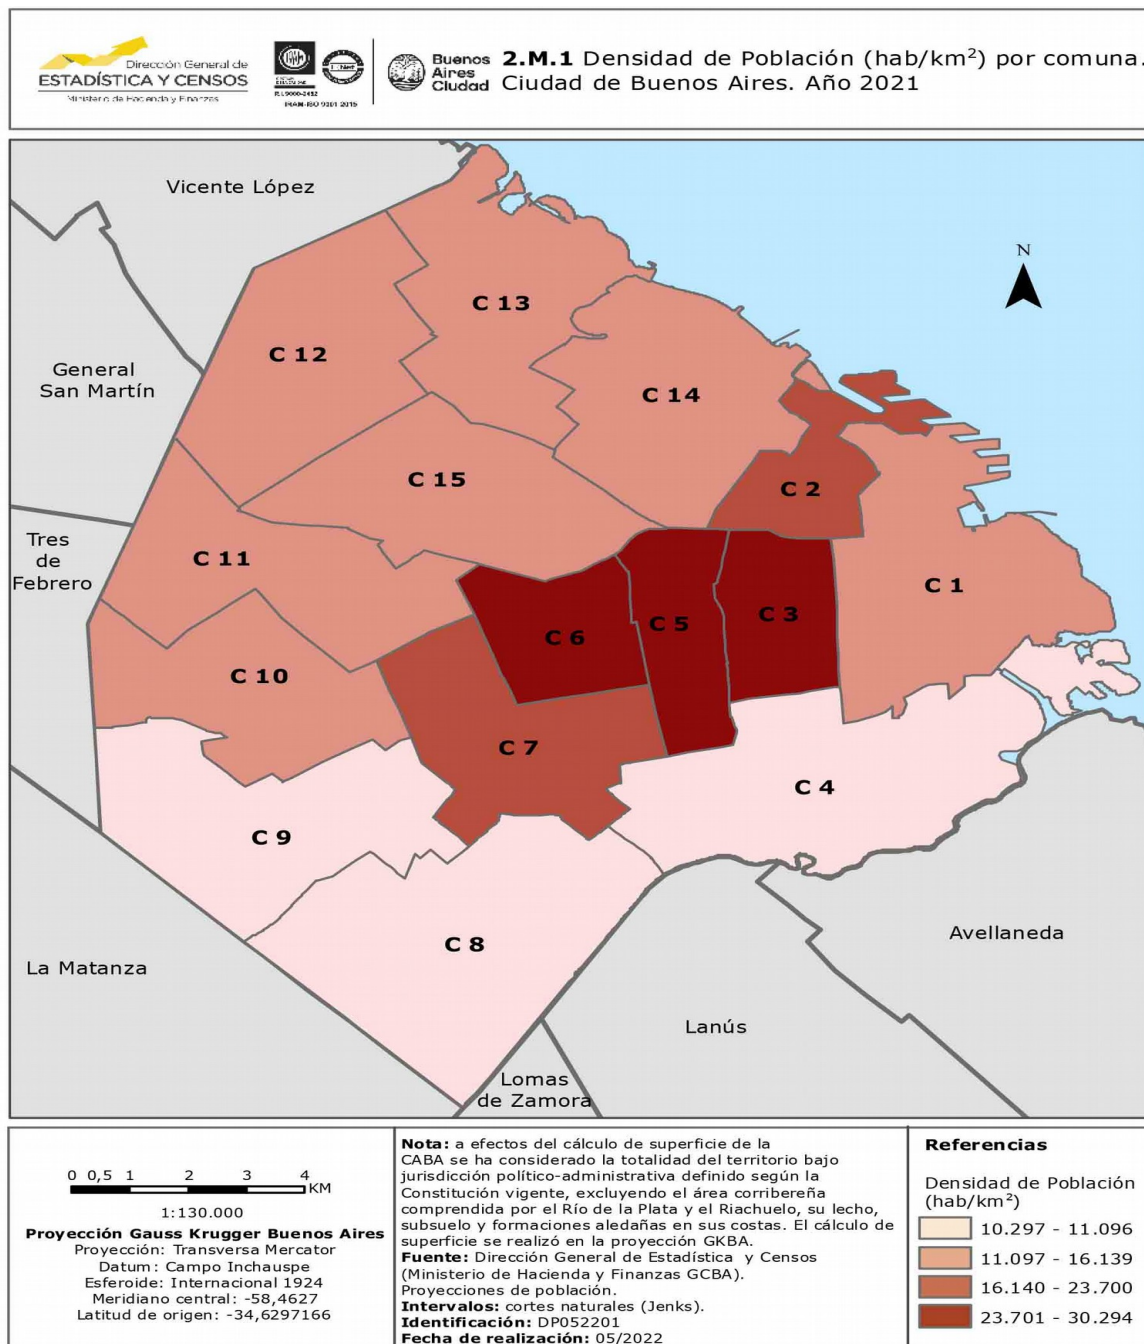 Dirección General de
ESTADÍSTICA Y CENSOS
Ministerio de Hacienda y Finanzas
IRAM-ISO 9001:2015
Buenos
Aires
Ciudad
2.M.1 Densidad de Población (hab/km²) por comuna.
Ciudad de Buenos Aires. Año 2021
Vicente López
N
C 13
C 12
General
San Martín
C 14
C 15
C 2
Tres
de
Febrero
C 11
C 1
C 6
C 5
C 3
C 10
C 7
C 4
C 9
Avellaneda
C 8
La Matanza
Lanús
Lomas
de Zamora
0 0,5 1 2 3 4
KM
1:130.000
Proyección Gauss Krugger Buenos Aires
Proyección: Transversa Mercator
Datum: Campo Inchauspe
Esferoide: Internacional 1924
Meridiano central: -58,4627
Latitud de origen: -34,6297166
Nota: a efectos del cálculo de superficie de la
CABA se ha considerado la totalidad del territorio bajo
jurisdicción político-administrativa definido según la
Constitución vigente, excluyendo el área corribereña
comprendida por el Río de la Plata y el Riachuelo, su lecho,
subsuelo y formaciones aledañas en sus costas. El cálculo de
superficie se realizó en la proyección GKBA.
Fuente: Dirección General de Estadística y Censos
(Ministerio de Hacienda y Finanzas GCBA).
Proyecciones de población.
Intervalos: cortes naturales (Jenks).
Identificación: DP052201
Fecha de realización: 05/2022
Referencias
Densidad de Población
(hab/km²)
10.297 - 11.096
11.097 - 16.139
16.140 - 23.700
23.701 - 30.294